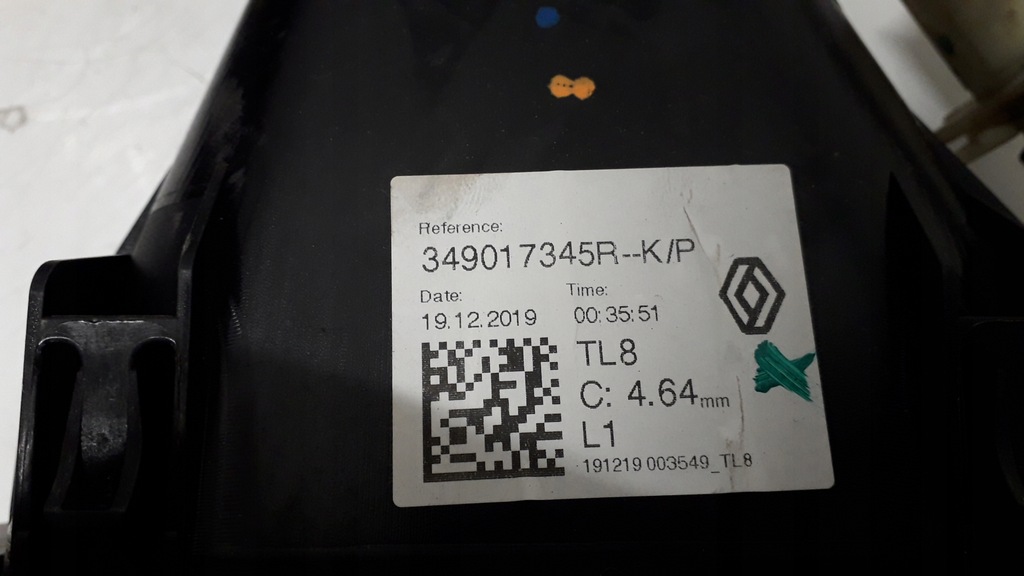 Reference:
349017345R--K/P
Date: Time:
19.12.2019 00:35:51
TL8
C: 4.64mm
L1
191219 003549_TL8